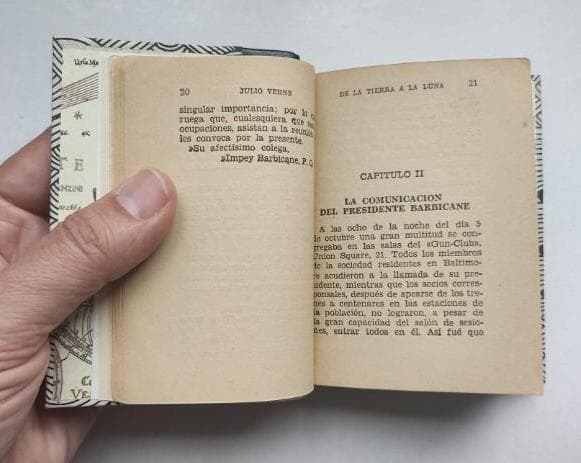 20 JULIO VERNE
singular importancia; por lo
ruega que, cualesquiera que
ocupaciones, asistan a la reunión
les convoca por la presente.
»Su afectísimo colega,
»Impey Barbicane, P. G
DE LA TIERRA A LA LUNA 21
CAPITULO II
LA COMUNICACION
DEL PRESIDENTE BARBICANE
A las ocho de la noche del día 5
de octubre una gran multitud se con-
gregaba en las salas del «Gun-Club»,
Union Square, 21. Todos los miembros
de la sociedad residentes en Baltimo-
re acudieron a la llamada de su pre-
sidente, mientras que los socios corres-
ponsales, después de apearse de los tre-
nes a centenares en las estaciones de
la población, no lograron, a pesar de
la gran capacidad del salón de sesio-
nes, entrar todos en él. Así fué que
TE